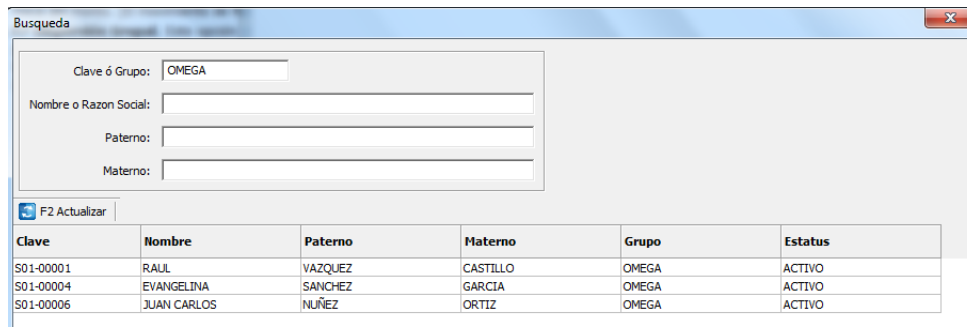 Busqueda
Clave ó Grupo: OMEGA
Nombre o Razon Social:
Paterno:
Materno:
F2 Actualizar
Clave Nombre Paterno Materno Grupo Estatus
S01-00001 RAUL VAZQUEZ CASTILLO OMEGA ACTIVO
S01-00004 EVANGELINA SANCHEZ GARCIA OMEGA ACTIVO
S01-00006 JUAN CARLOS NUÑEZ ORTIZ OMEGA ACTIVO